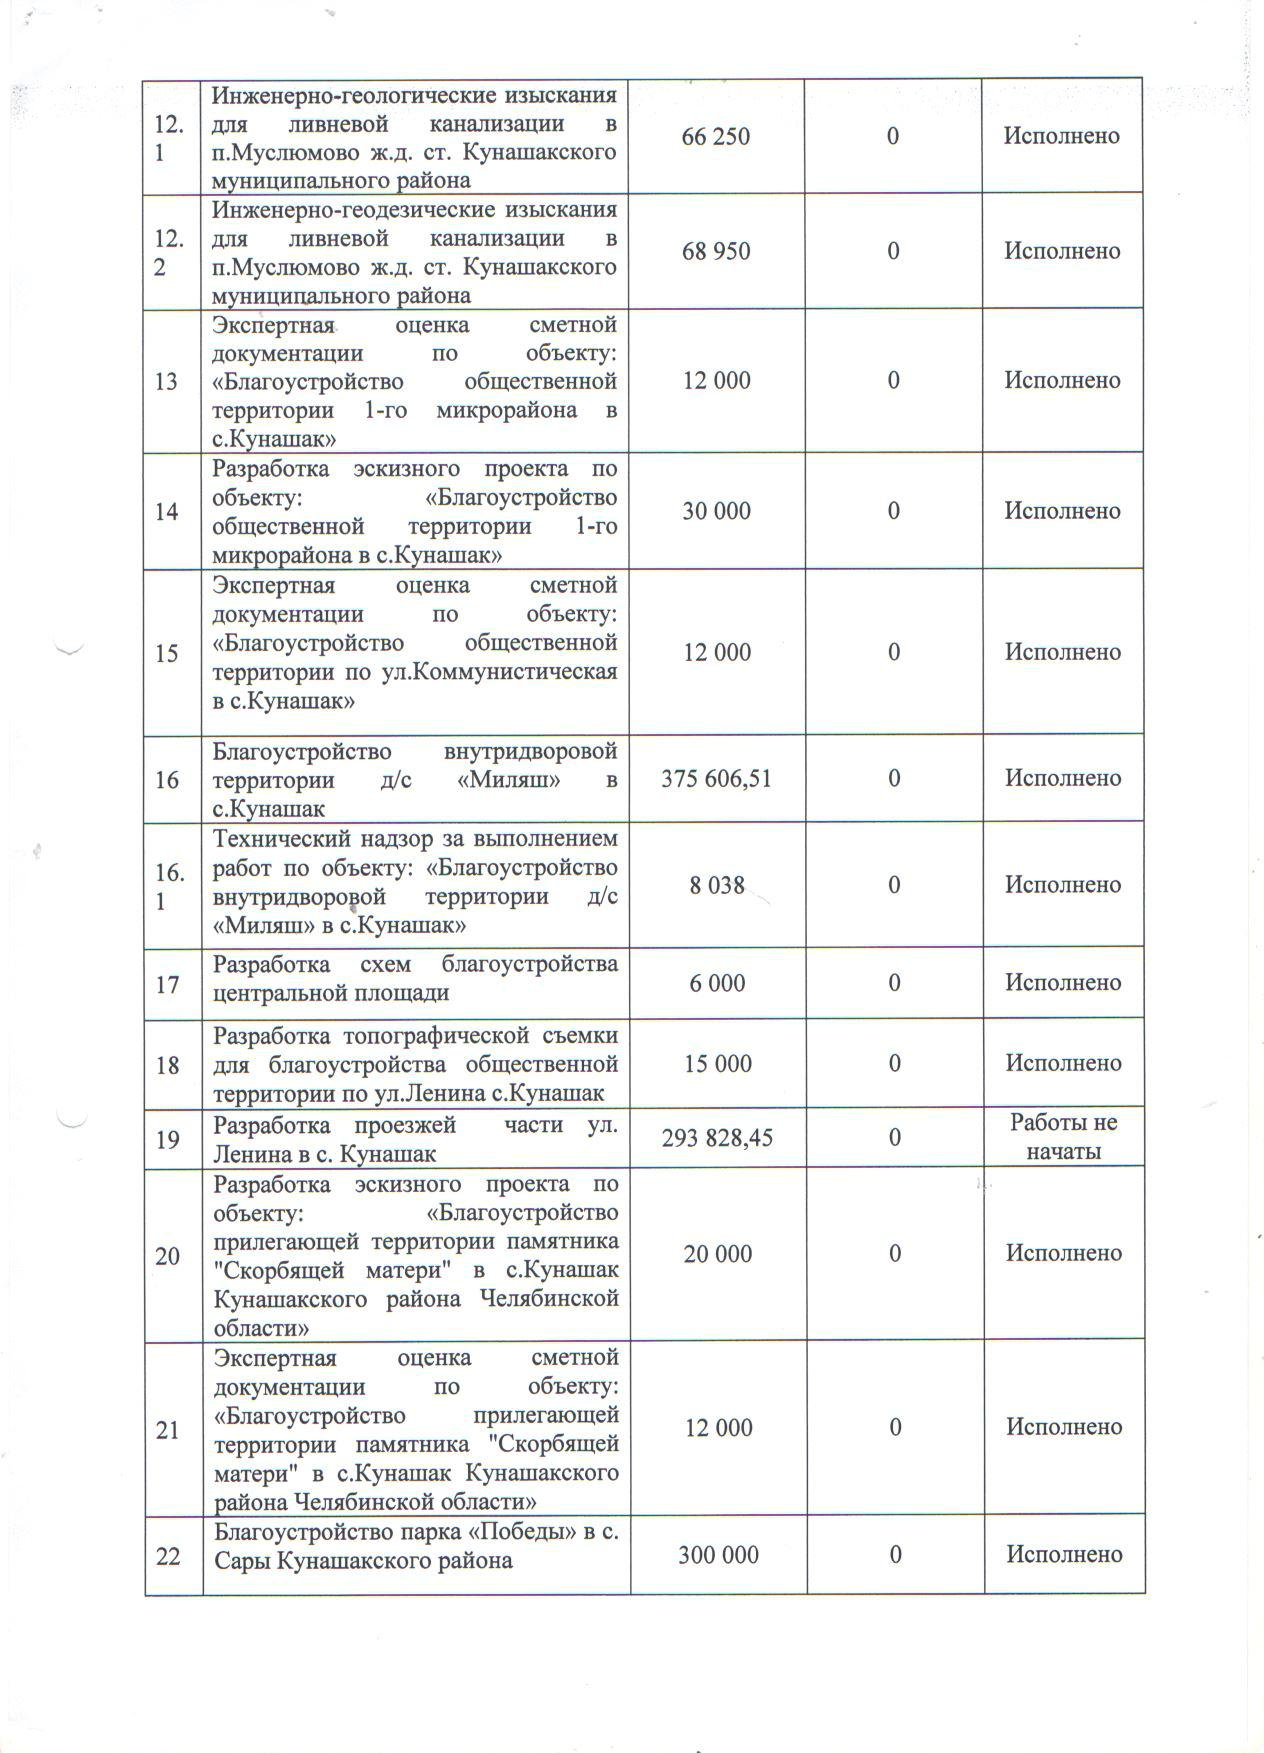 12.
1
Инженерно-геологические изыскания
для ливневой канализации в
п.Муслюмово ж.д. ст. Кунашакского
муниципального района
66 250
0
Исполнено
12.
2
Инженерно-геодезические изыскания
для ливневой канализации в
п.Муслюмово ж.д. ст. Кунашакского
муниципального района
68 950
0
Исполнено
13
Экспертная оценка сметной
документации по объекту:
«Благоустройство общественной
территории 1-го микрорайона в
с.Кунашак»
12 000
0
Исполнено
14
Разработка эскизного проекта по
объекту: «Благоустройство
общественной территории 1-го
микрорайона в с.Кунашак»
30 000
0
Исполнено
15
Экспертная оценка сметной
документации по объекту:
«Благоустройство общественной
территории по ул.Коммунистическая
в с.Кунашак»
12 000
0
Исполнено
16
Благоустройство внутридворовой
территории д/с «Миляш» в
с.Кунашак
375 606,51
0
Исполнено
16.
1
Технический надзор за выполнением
работ по объекту: «Благоустройство
внутридворовой территории д/с
«Миляш» в с.Кунашак»
8 038
0
Исполнено
17
Разработка схем благоустройства
центральной площади
6 000
0
Исполнено
18
Разработка топографической съемки
для благоустройства общественной
территории по ул.Ленина с.Кунашак
15 000
0
Исполнено
19
Разработка проезжей части ул.
Ленина в с. Кунашак
293 828,45
0
Работы не
начаты
20
Разработка эскизного проекта по
объекту: «Благоустройство
прилегающей территории памятника
"Скорбящей матери" в с.Кунашак
Кунашакского района Челябинской
области»
20 000
0
Исполнено
21
Экспертная оценка сметной
документации по объекту:
«Благоустройство прилегающей
территории памятника "Скорбящей
матери" в с.Кунашак Кунашакского
района Челябинской области»
12 000
0
Исполнено
22
Благоустройство парка «Победы» в с.
Сары Кунашакского района
300 000
0
Исполнено